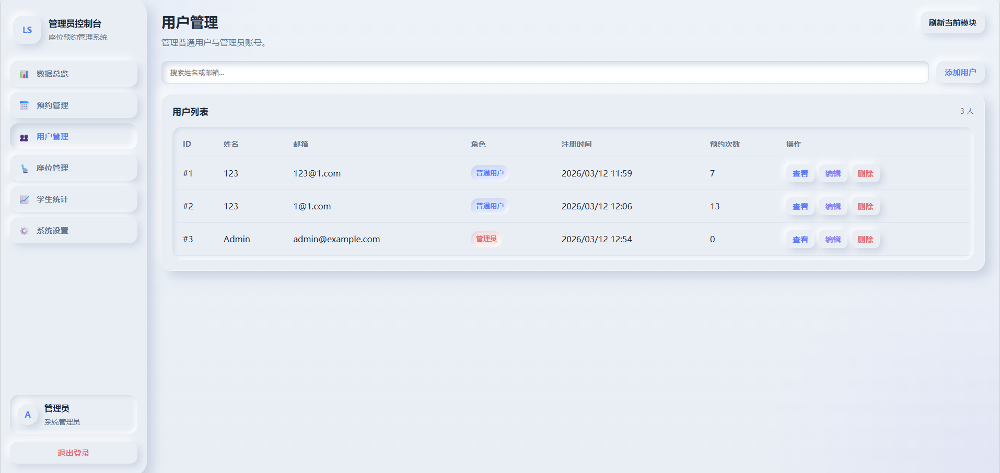 LS
管理员控制台
座位预约管理系统
数据总览
预约管理
用户管理
座位管理
学生统计
系统设置
A
管理员
系统管理员
退出登录
用户管理
管理普通用户与管理员账号。
刷新当前模块
搜索姓名或邮箱...
添加用户
用户列表
3 人
ID 姓名 邮箱 角色 注册时间 预约次数 操作
#1 123 123@1.com 普通用户 2026/03/12 11:59 7 查看 编辑 删除
#2 123 1@1.com 普通用户 2026/03/12 12:06 13 查看 编辑 删除
#3 Admin admin@example.com 管理员 2026/03/12 12:54 0 查看 编辑 删除